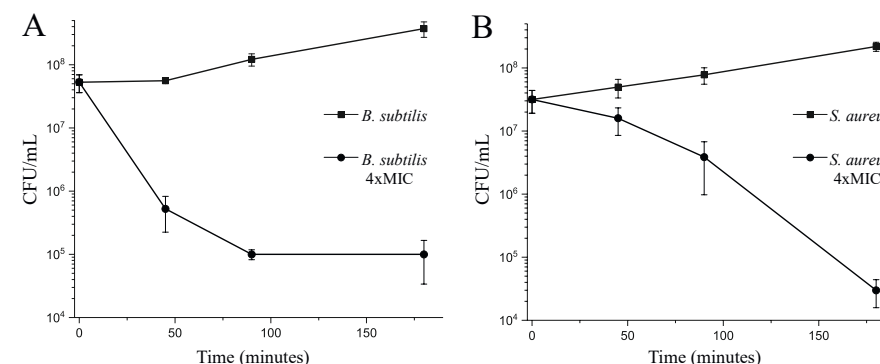 A
CFU/mL
10⁸
10⁷
10⁶
10⁵
10⁴
0
50
100
150
Time (minutes)
B. subtilis
B. subtilis
4xMIC
B
CFU/mL
10⁸
10⁷
10⁶
10⁵
10⁴
0
50
100
150
Time (minutes)
S. aureu
S. aureu
4xMIC